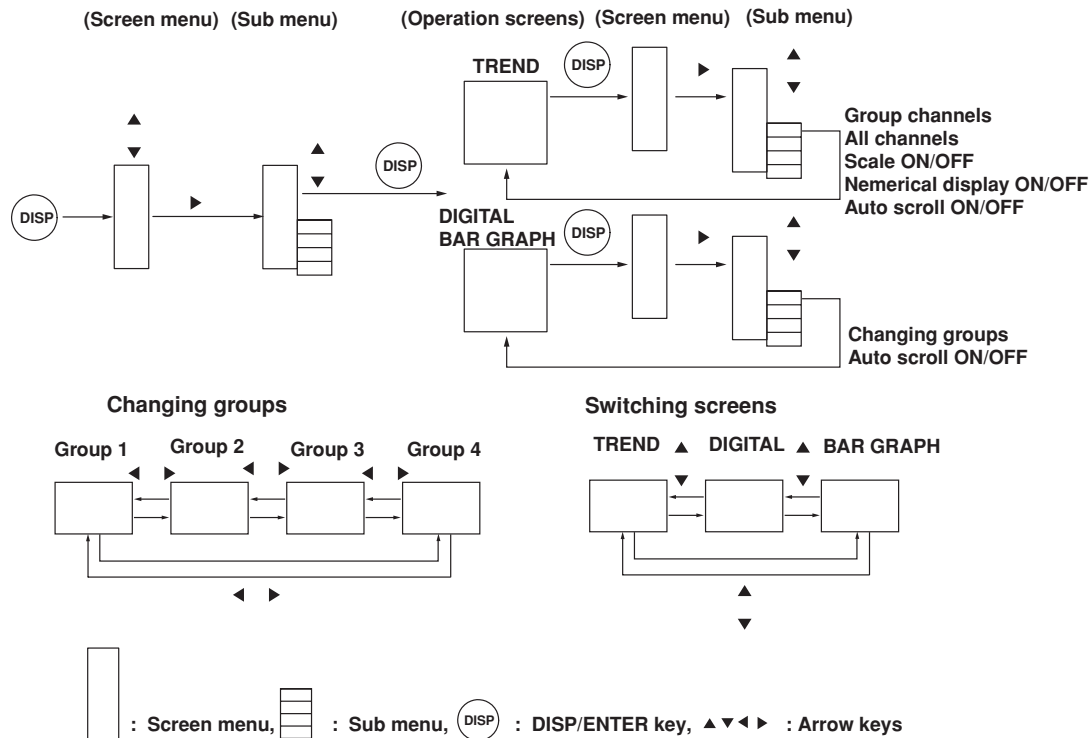 (Screen menu) (Sub menu) (Operation screens) (Screen menu) (Sub menu)
TREND
DISP
Group channels
All channels
Scale ON/OFF
Nemerical display ON/OFF
Auto scroll ON/OFF
DISP
DISP
DIGITAL
BAR GRAPH
DISP
Changing groups
Auto scroll ON/OFF
Changing groups
Group 1 Group 2 Group 3 Group 4
Switching screens
TREND DIGITAL BAR GRAPH
: Screen menu, : Sub menu, DISP : DISP/ENTER key, ▲ ▼ ◀ ▶ : Arrow keys